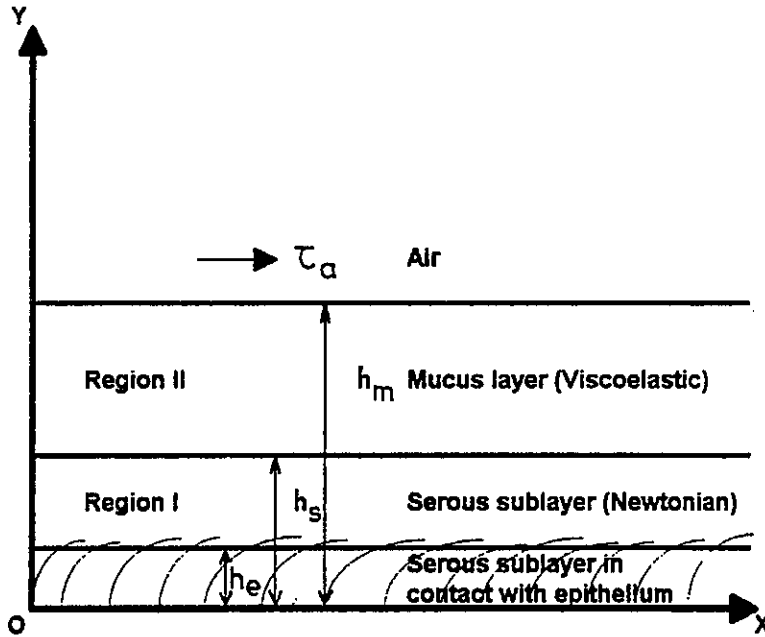 Y
τa
Air
Region II
hm
Mucus layer (Viscoelastic)
Region I
hs
Serous sublayer (Newtonian)
he
Serous sublayer in
contact with epithellum
O
X